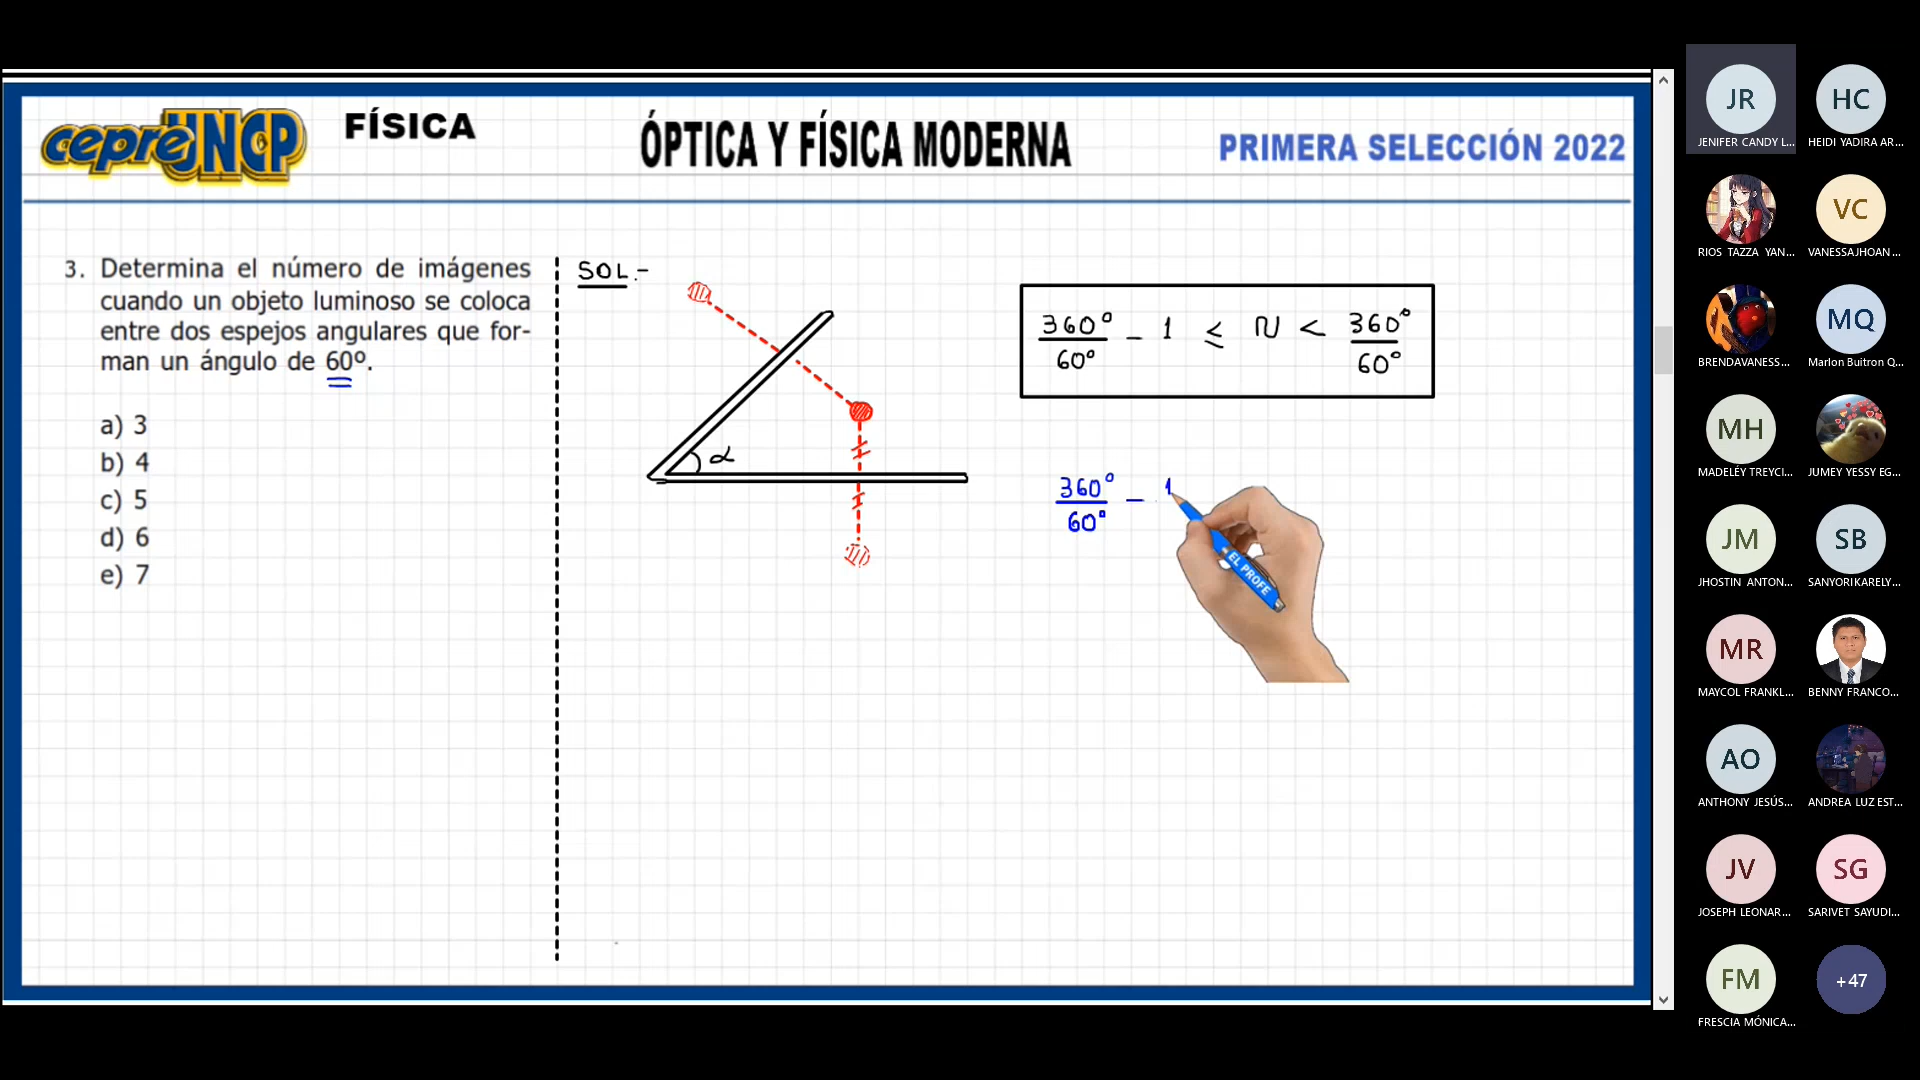 cepreUNCP
FÍSICA
ÓPTICA Y FÍSICA MODERNA
PRIMERA SELECCIÓN 2022
3. Determina el número de imágenes
cuando un objeto luminoso se coloca
entre dos espejos angulares que for-
man un ángulo de 60º.
a) 3
b) 4
c) 5
d) 6
e) 7
SOL.-
α
360°/60° - 1 ≤ N < 360°/60°
360°/60° - 1
EL PROFE
JR
JENIFER CANDY L...
HC
HEIDI YADIRA AR...
RIOS TAZZA YAN...
VC
VANESSAJHOAN...
BRENDAVANESS...
MQ
Marlon Buitron Q...
MH
MADELÉY TREYCI...
JUMEY YESSY EG...
JM
JHOSTIN ANTON...
SB
SANYORIKARELY...
MR
MAYCOL FRANKL...
BENNY FRANCO...
AO
ANTHONY JESÚS...
ANDREA LUZ EST...
JV
JOSEPH LEONAR...
SG
SARIVET SAYUDI...
FM
FRESCIA MÓNICA...
+47